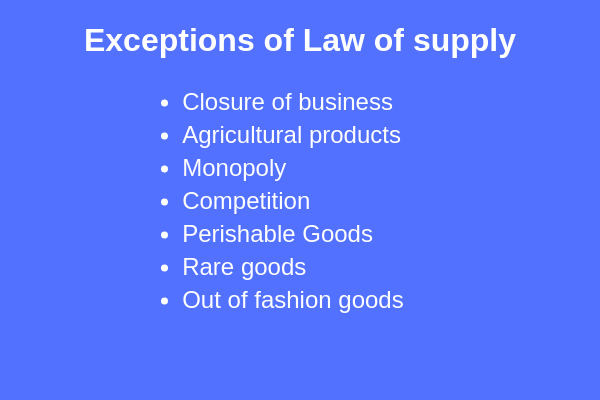 Exceptions of Law of supply
• Closure of business
• Agricultural products
• Monopoly
• Competition
• Perishable Goods
• Rare goods
• Out of fashion goods